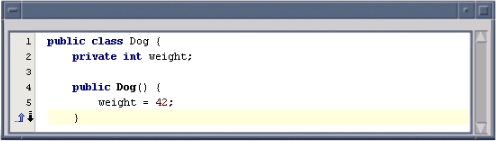 1 public class Dog {
2     private int weight;
3
4     public Dog() {
5         weight = 42;
    }